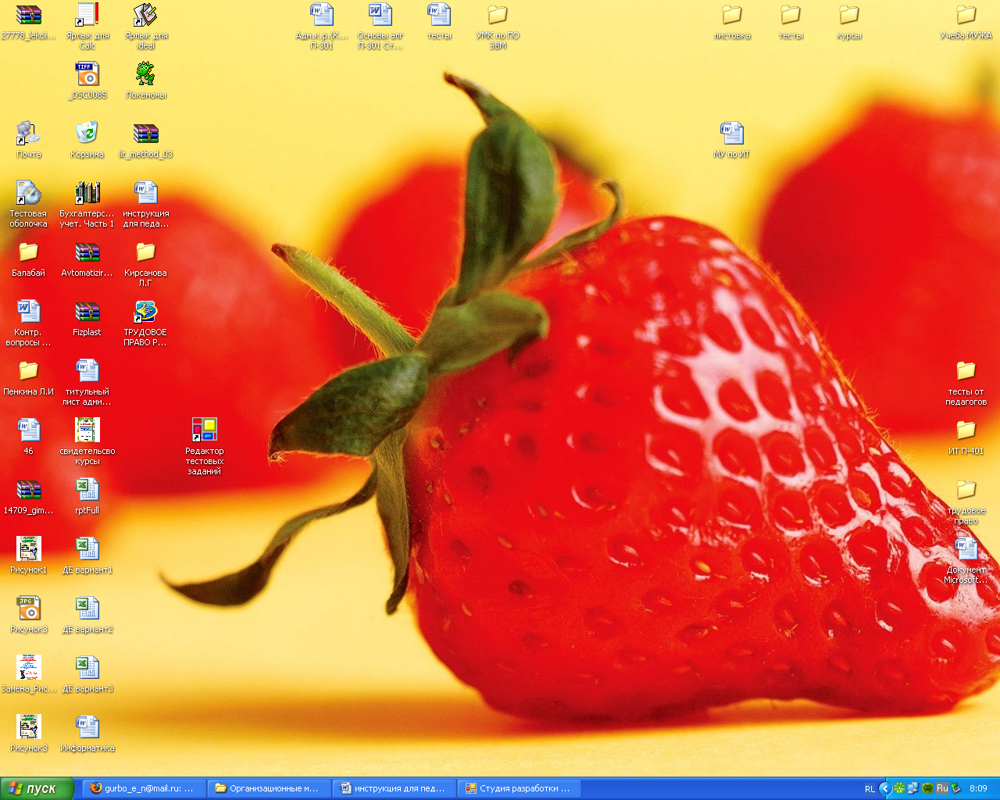 27778_lekcii...
Ярлык для
Calc
Ярлык для
Ideal
Адм.к.р.(К...
П-301
Основы алг
П-301 Ст...
тесты
УМК по ПО
ЭВМ
листовка
тесты
курсы
Учеба МУЖА
TIFF
_DSC0085
Покемоны
Почта
Корзина
lit_method_03
МУ по ИТ
Тестовая
оболочка
Бухгалтерс...
учет. Часть 1
инструкция
для педа...
Балабай
Avtomatizir...
Кирсанова
Л.Г
Контр.
вопросы ...
Fizplast
ТРУДОВОЕ
ПРАВО Р...
Пенкина Л.И
титульный
лист адми...
тесты от
педагогов
46
свидетельсво
курсы
Редактор
тестовых
заданий
ИТ П-401
14709_gim...
rptFull
трудовое
право
Рисунок1
ДЕ вариант1
Документ
Microsoft...
JPG
Рисунок3
ДЕ вариант2
Замена_Рис...
ДЕ вариант3
Рисунок3
Информатика
пуск
gurbo_e_n@mail.ru: ...
Организационные м...
инструкция для пед...
Студия разработки ...
RL
Ru
8:09